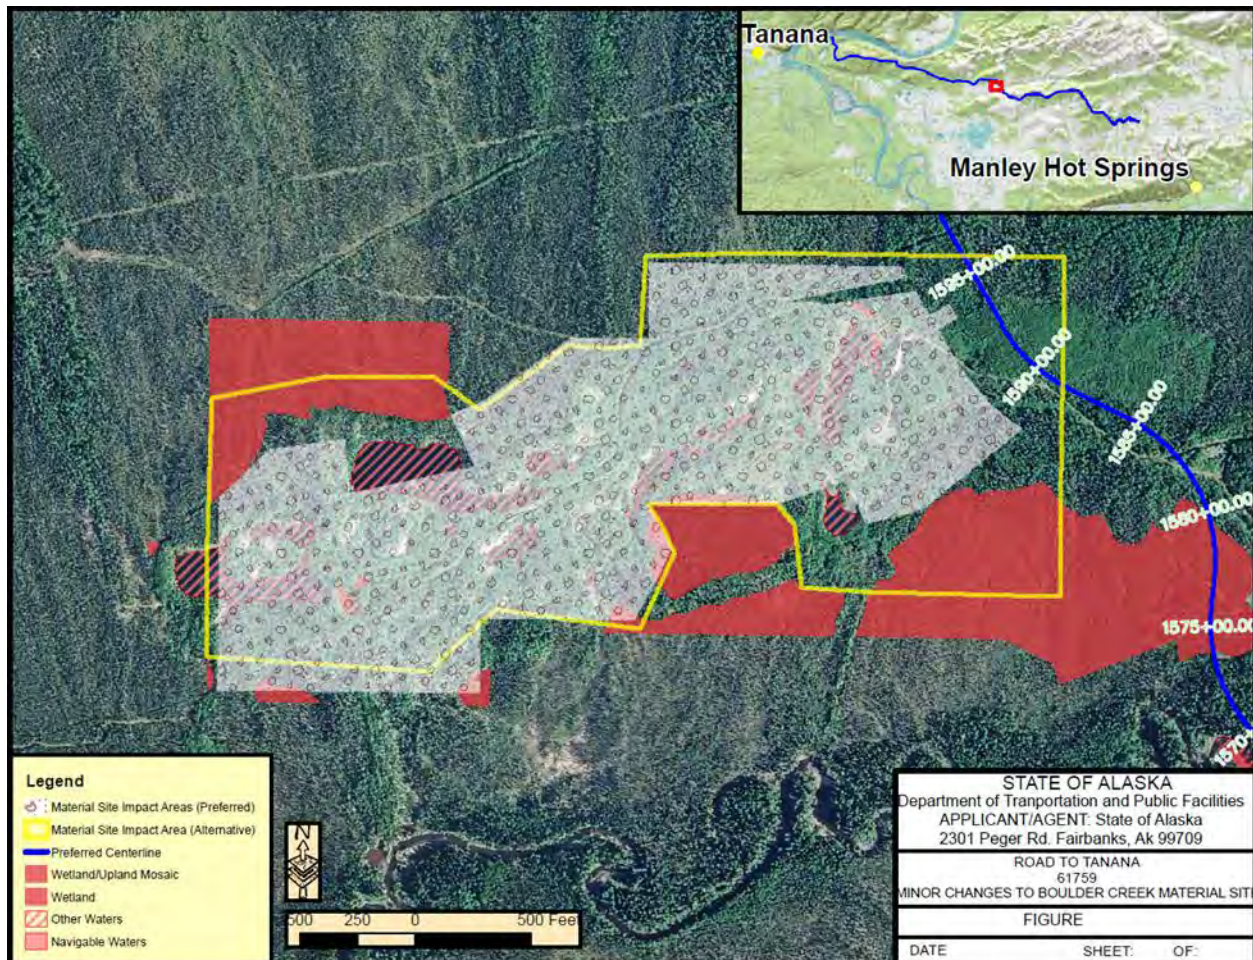 Tanana
Manley Hot Springs
1595+00.00
1590+00.00
1585+00.00
1580+00.00
1575+00.00
Legend
Material Site Impact Areas (Preferred)
Material Site Impact Area (Alternative)
Preferred Centerline
Wetland/Upland Mosaic
Wetland
Other Waters
Navigable Waters
N
500 250 0 500 Feet
STATE OF ALASKA
Department of Tranportation and Public Facilities
APPLICANT/AGENT: State of Alaska
2301 Peger Rd. Fairbanks, Ak 99709
ROAD TO TANANA
61759
MINOR CHANGES TO BOULDER CREEK MATERIAL SITE
FIGURE
DATE SHEET: OF: